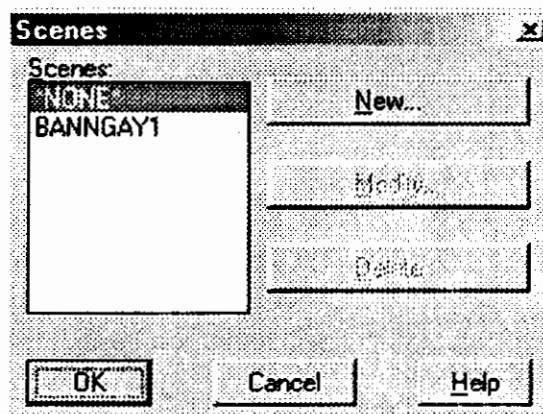 Scenes
Scenes:
*NONE*
BANNGAY1
New...
Modify...
Delete
OK
Cancel
Help